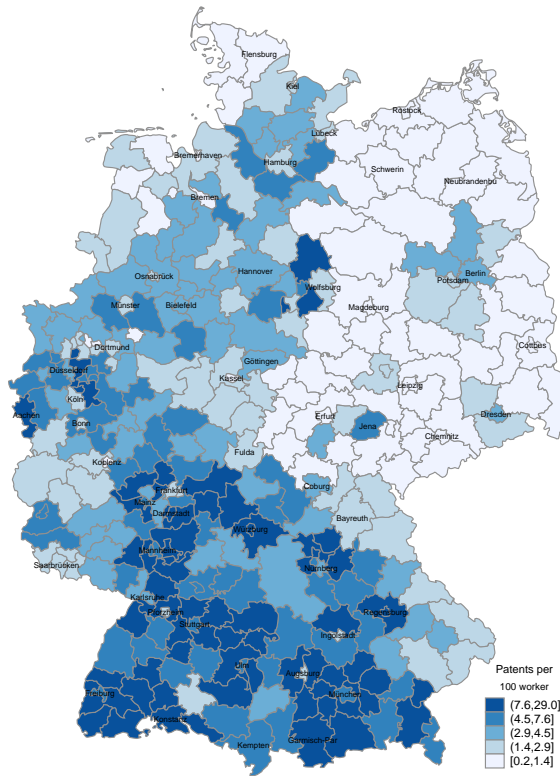 Flensburg
Kiel
Rostock
Lübeck
Bremerhaven
Hamburg
Schwerin
Neubrandenbu
Bremen
Osnabrück
Hannover
Wolfsburg
Berlin
Potsdam
Münster
Bielefeld
Magdeburg
Cottbus
Dortmund
Göttingen
Düsseldorf
Kassel
Leipzig
Köln
Aachen
Erfurt
Jena
Dresden
Bonn
Chemnitz
Fulda
Koblenz
Coburg
Frankfurt
Mainz
Darmstadt
Bayreuth
Würzburg
Mannheim
Saarbrütken
Nürnberg
Karlsruhe
Pforzheim
Regensburg
Stuttgart
Ingolstadt
Ulm
Augsburg
Freiburg
München
Konstanz
Kempten
Garmisch-Par
Patents per
100 worker
(7.6,29.0]
(4.5,7.6]
(2.9,4.5]
(1.4,2.9]
[0.2,1.4]